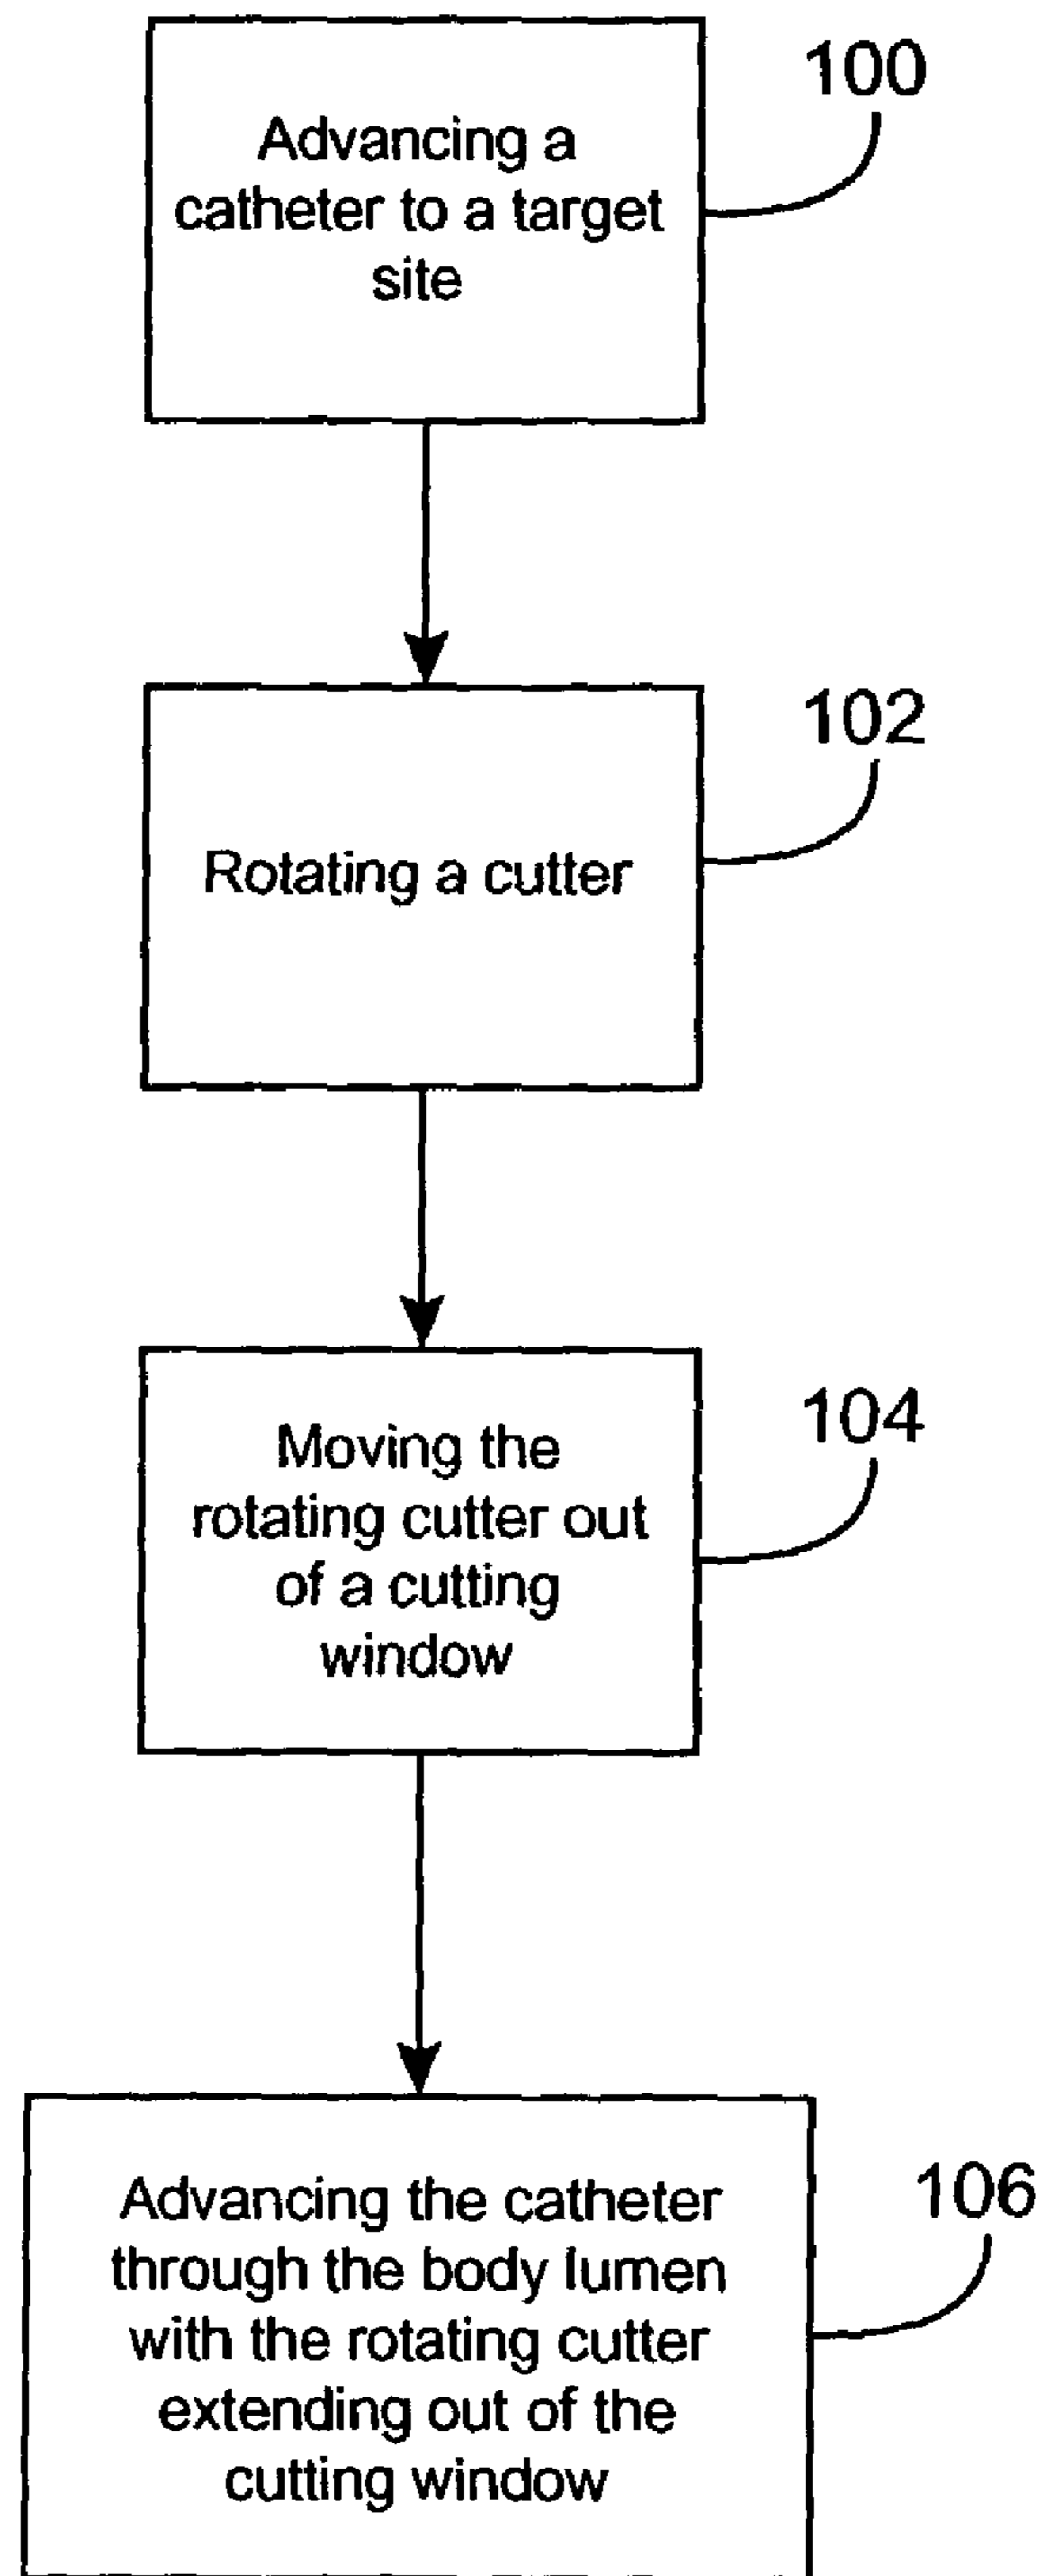 100
Advancing a
catheter to a target
site
102
Rotating a cutter
104
Moving the
rotating cutter out
of a cutting
window
106
Advancing the catheter
through the body lumen
with the rotating cutter
extending out of the
cutting window